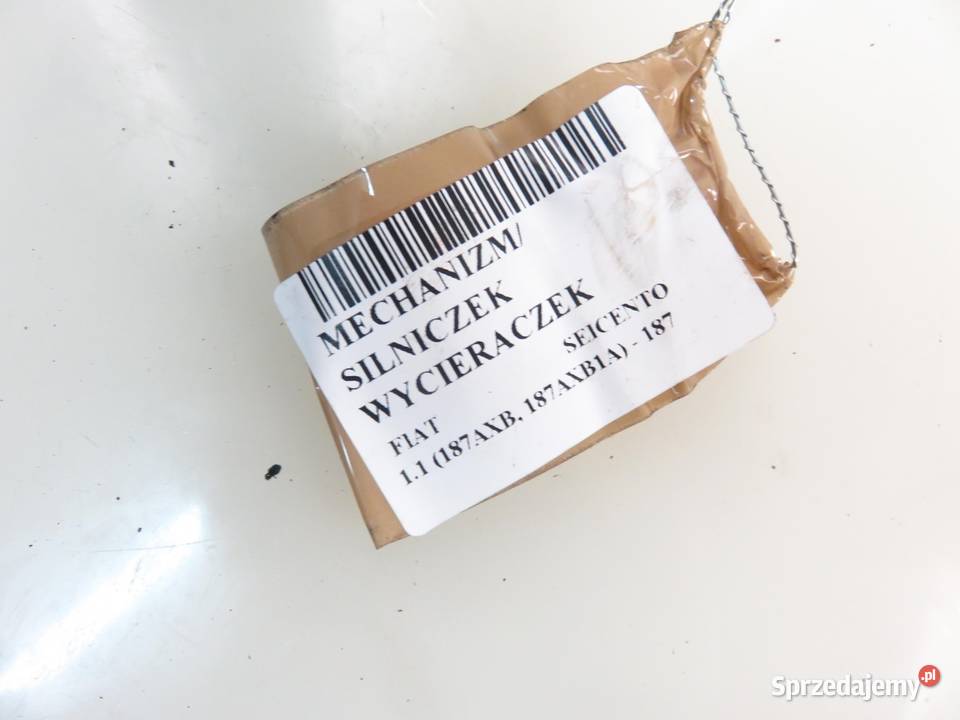 MECHANIZM/
SILNICZEK
WYCIERACZEK
FIAT SEICENTO
1.1 (187AXB, 187AXB1A) - 187
Sprzedajemy.pl